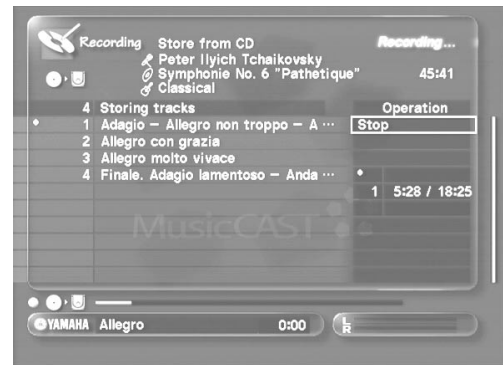 Recording Store from CD Recording...
Peter Ilyich Tchaikovsky
Symphonie No. 6 "Pathetique" 45:41
Classical
4 Storing tracks Operation
1 Adagio – Allegro non troppo – A ... Stop
2 Allegro con grazia
3 Allegro molto vivace
4 Finale. Adagio lamentoso – Anda ...
1 5:28 / 18:25
MusicCAST
YAMAHA Allegro 0:00 L
R